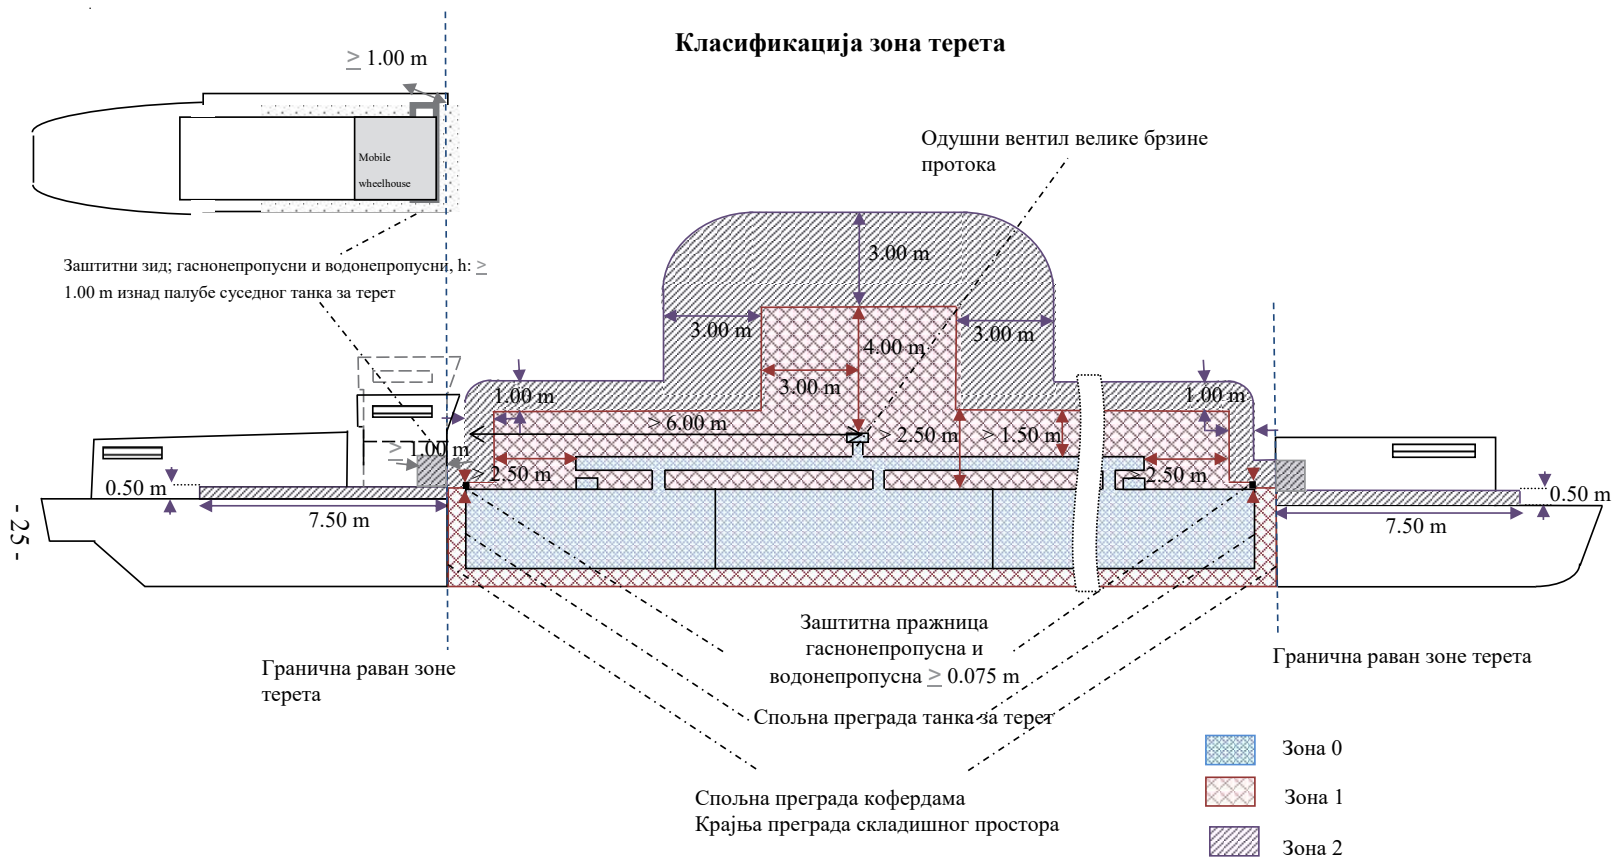 Класификација зона терета
≥ 1.00 m
Mobile
wheelhouse
Одушни вентил велике брзине
протока
Заштитни зид; гаснонепропусни и водонепропусни, h: ≥
1.00 m изнад палубе суседног танка за терет
3.00 m
3.00 m
3.00 m
4.00 m
3.00 m
1.00 m
1.00 m
> 6.00 m
> 2.50 m
> 1.50 m
≥ 1.00 m
> 2.50 m
> 2.50 m
0.50 m
0.50 m
7.50 m
7.50 m
- 25 -
Заштитна пражница
гаснонепропусна и
водонепропусна ≥ 0.075 m
Гранична раван зоне
терета
Гранична раван зоне терета
Спољна преграда танка за терет
Спољна преграда кофердама
Крајња преграда складишног простора
Зона 0
Зона 1
Зона 2